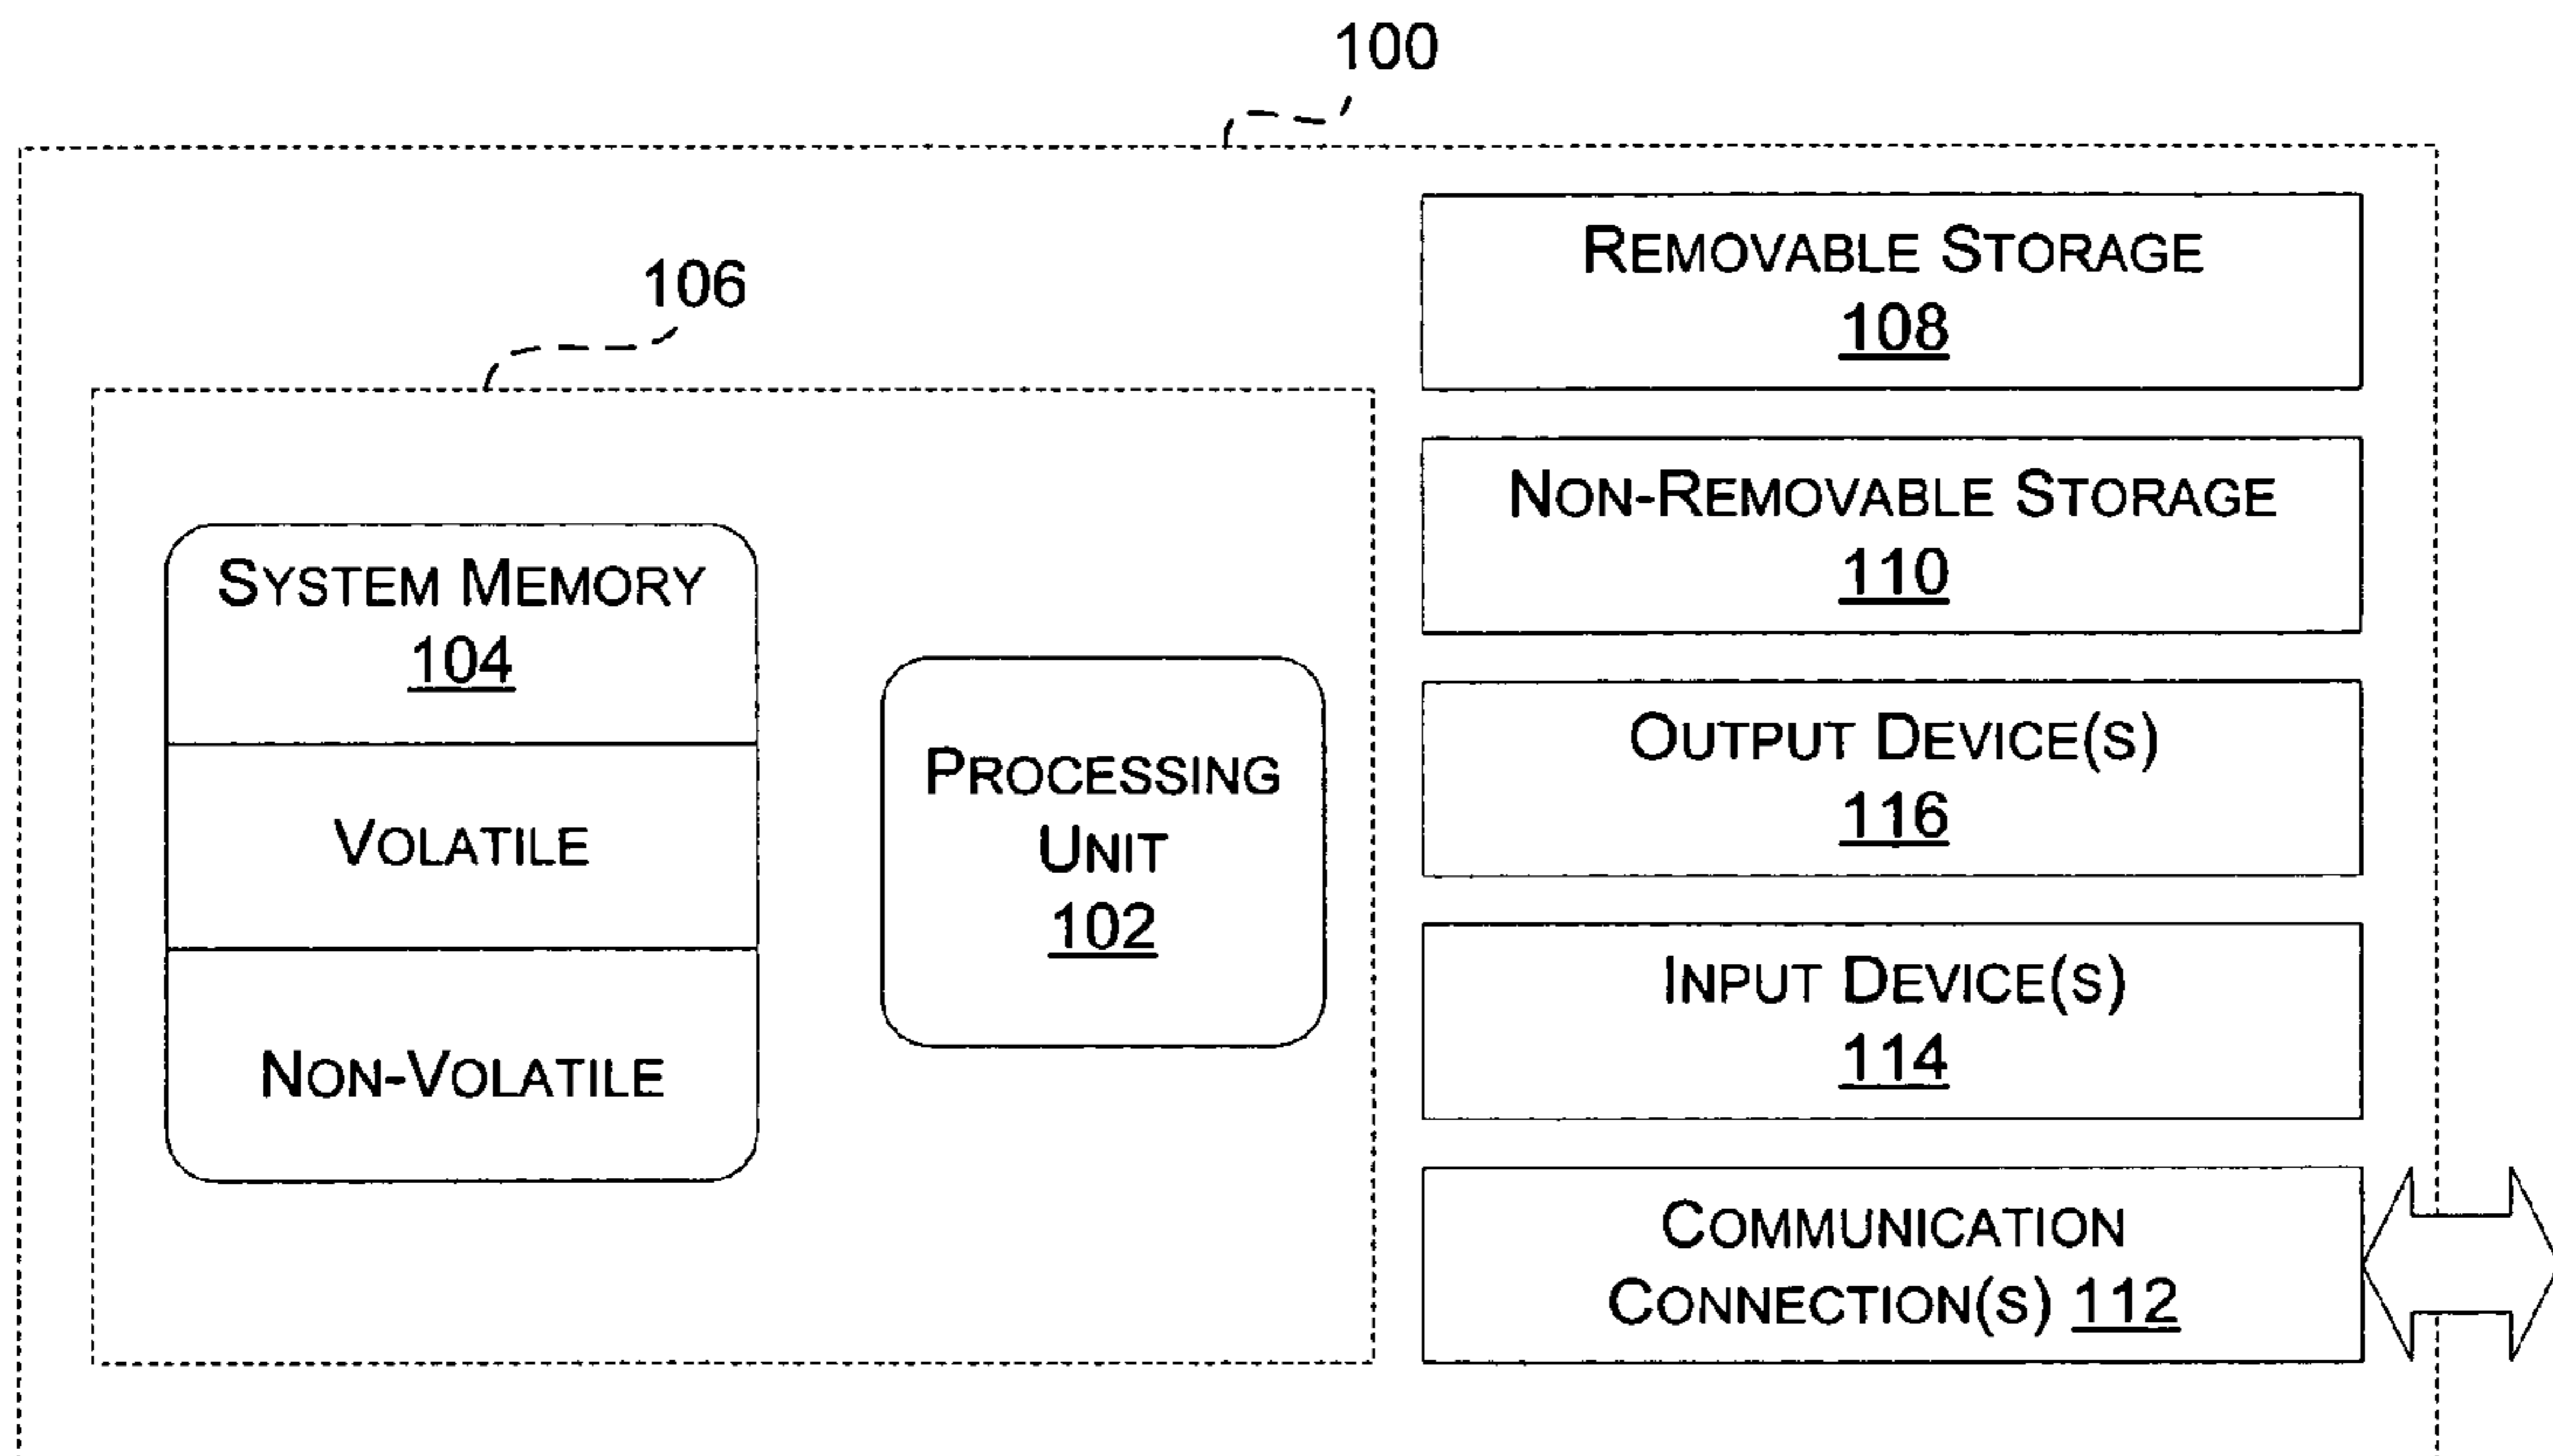 100
106
SYSTEM MEMORY
104
VOLATILE
NON-VOLATILE
PROCESSING
UNIT
102
REMOVABLE STORAGE
108
NON-REMOVABLE STORAGE
110
OUTPUT DEVICE(S)
116
INPUT DEVICE(S)
114
COMMUNICATION
CONNECTION(S) 112